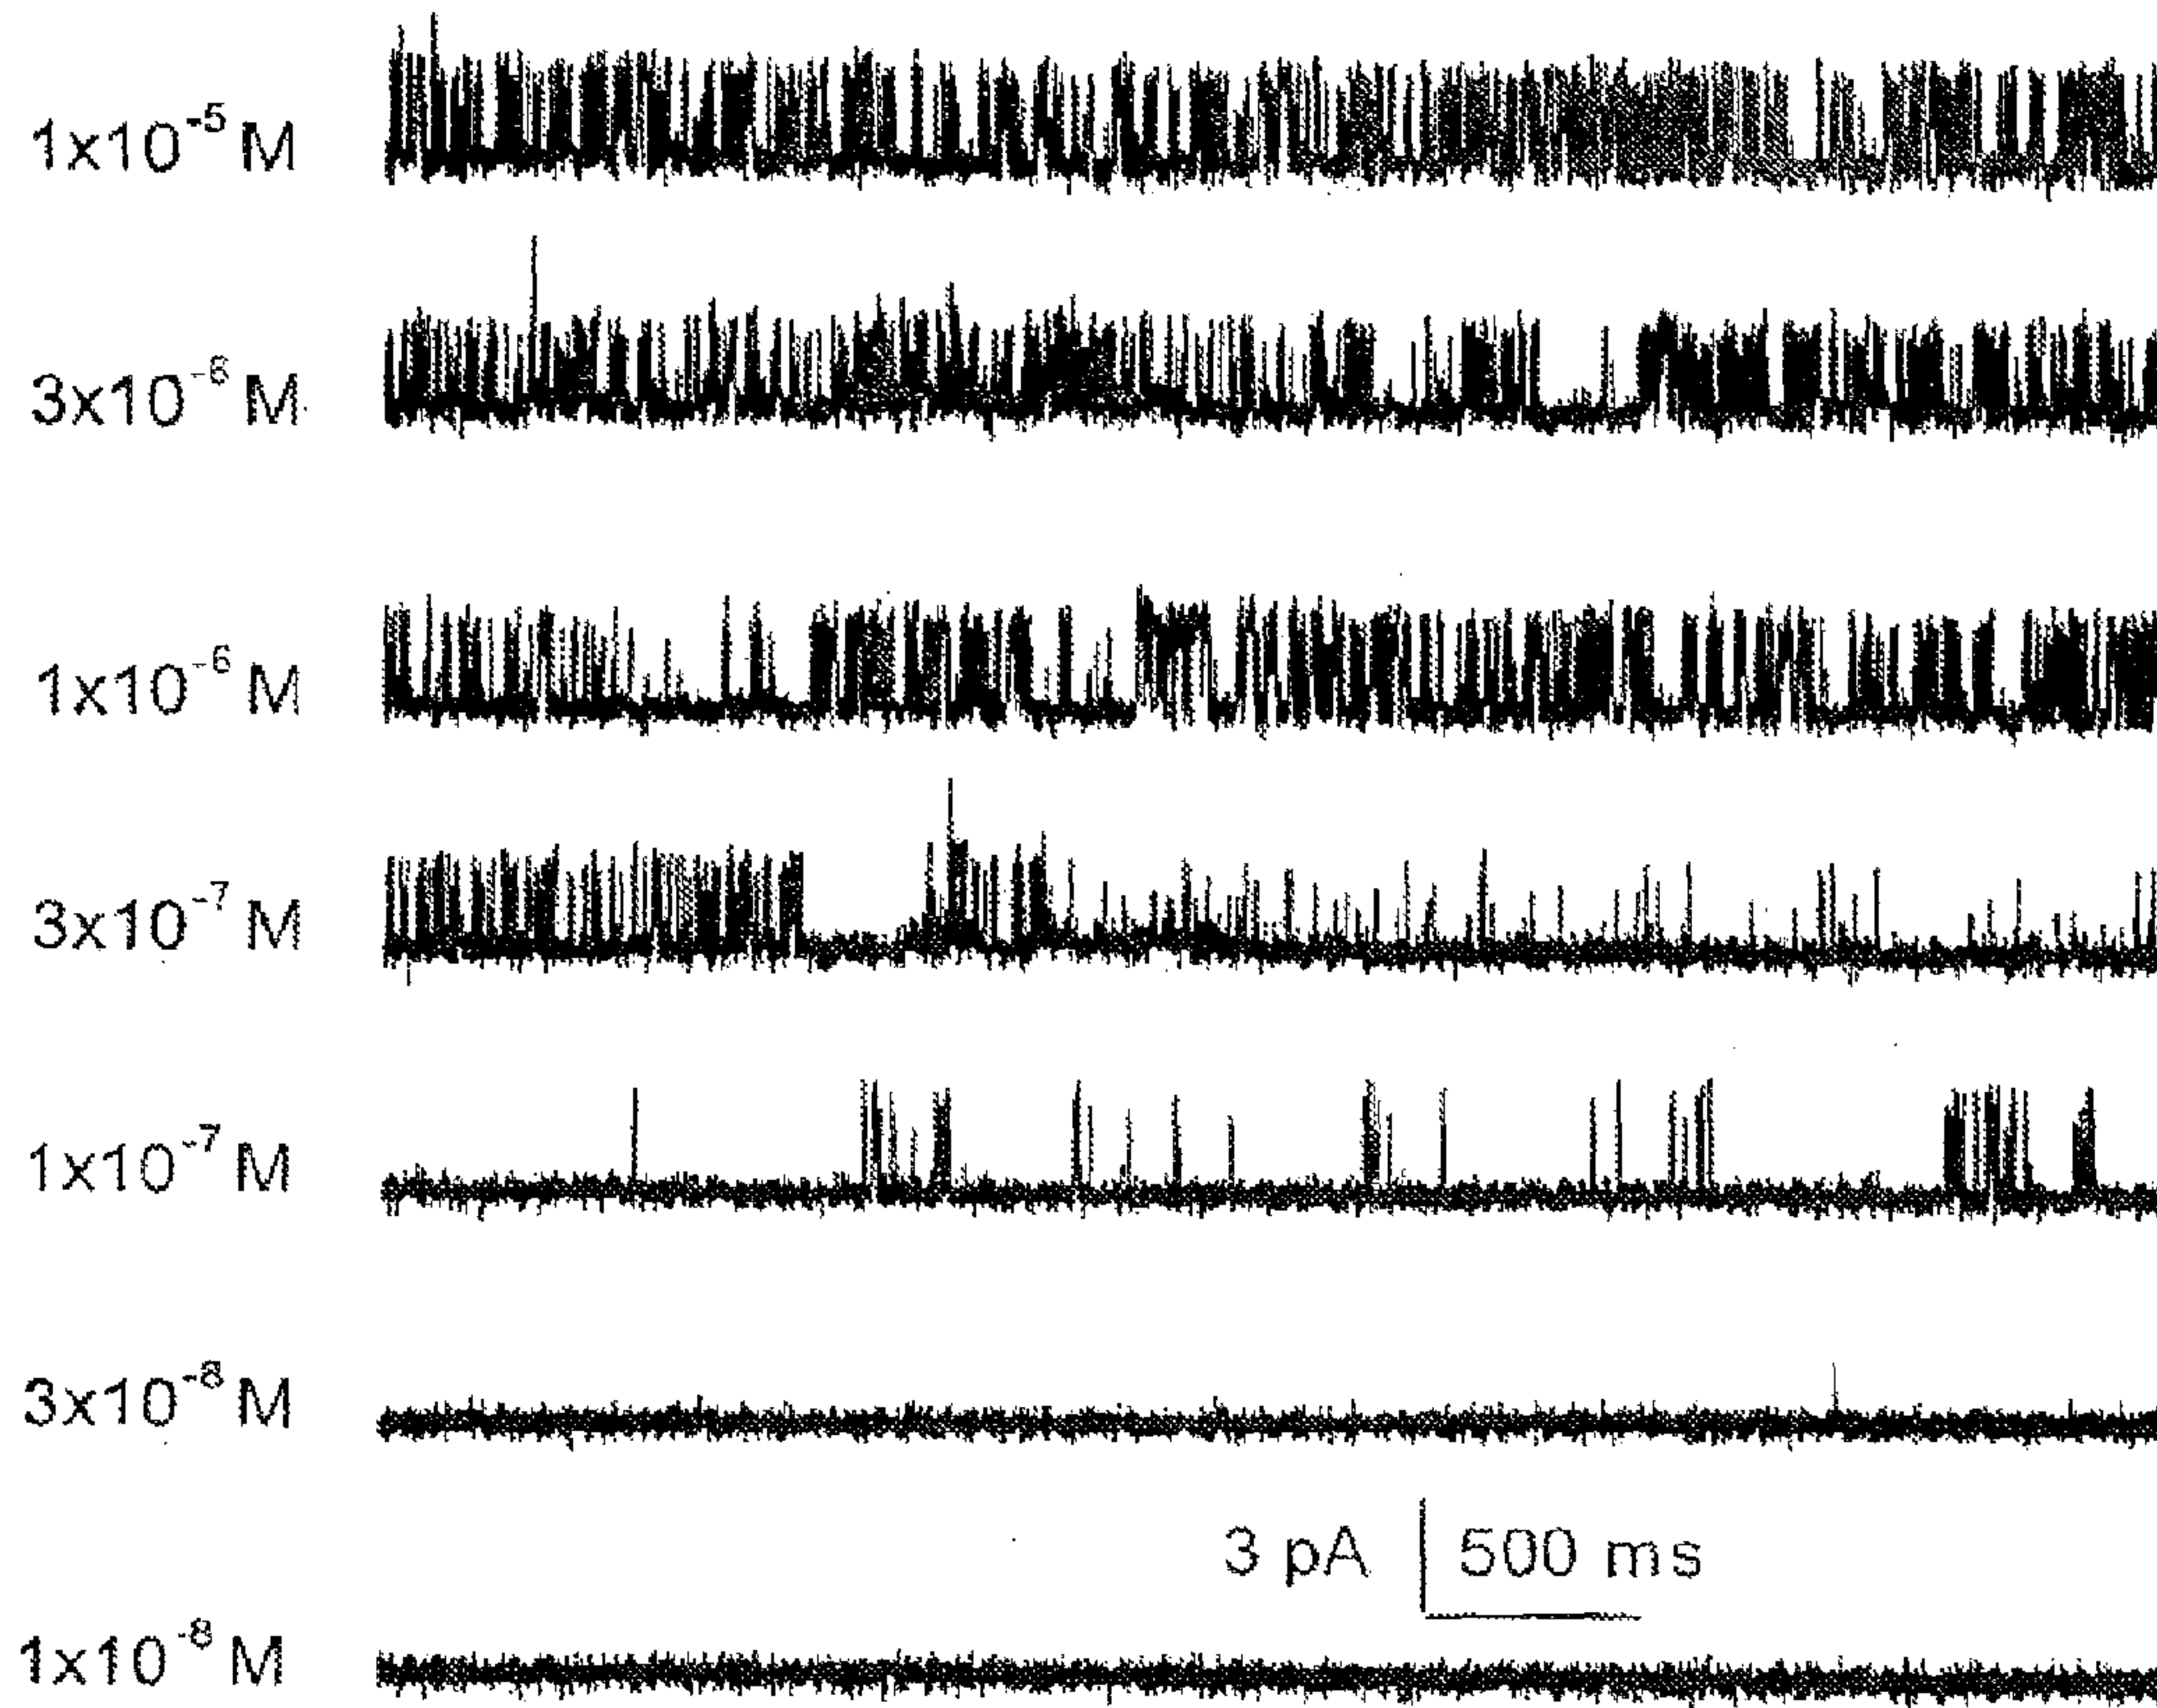 1x10⁻⁵ M
3x10⁻⁶ M
1x10⁻⁶ M
3x10⁻⁷ M
1x10⁻⁷ M
3x10⁻⁸ M
3 pA 500 ms
1x10⁻⁸ M